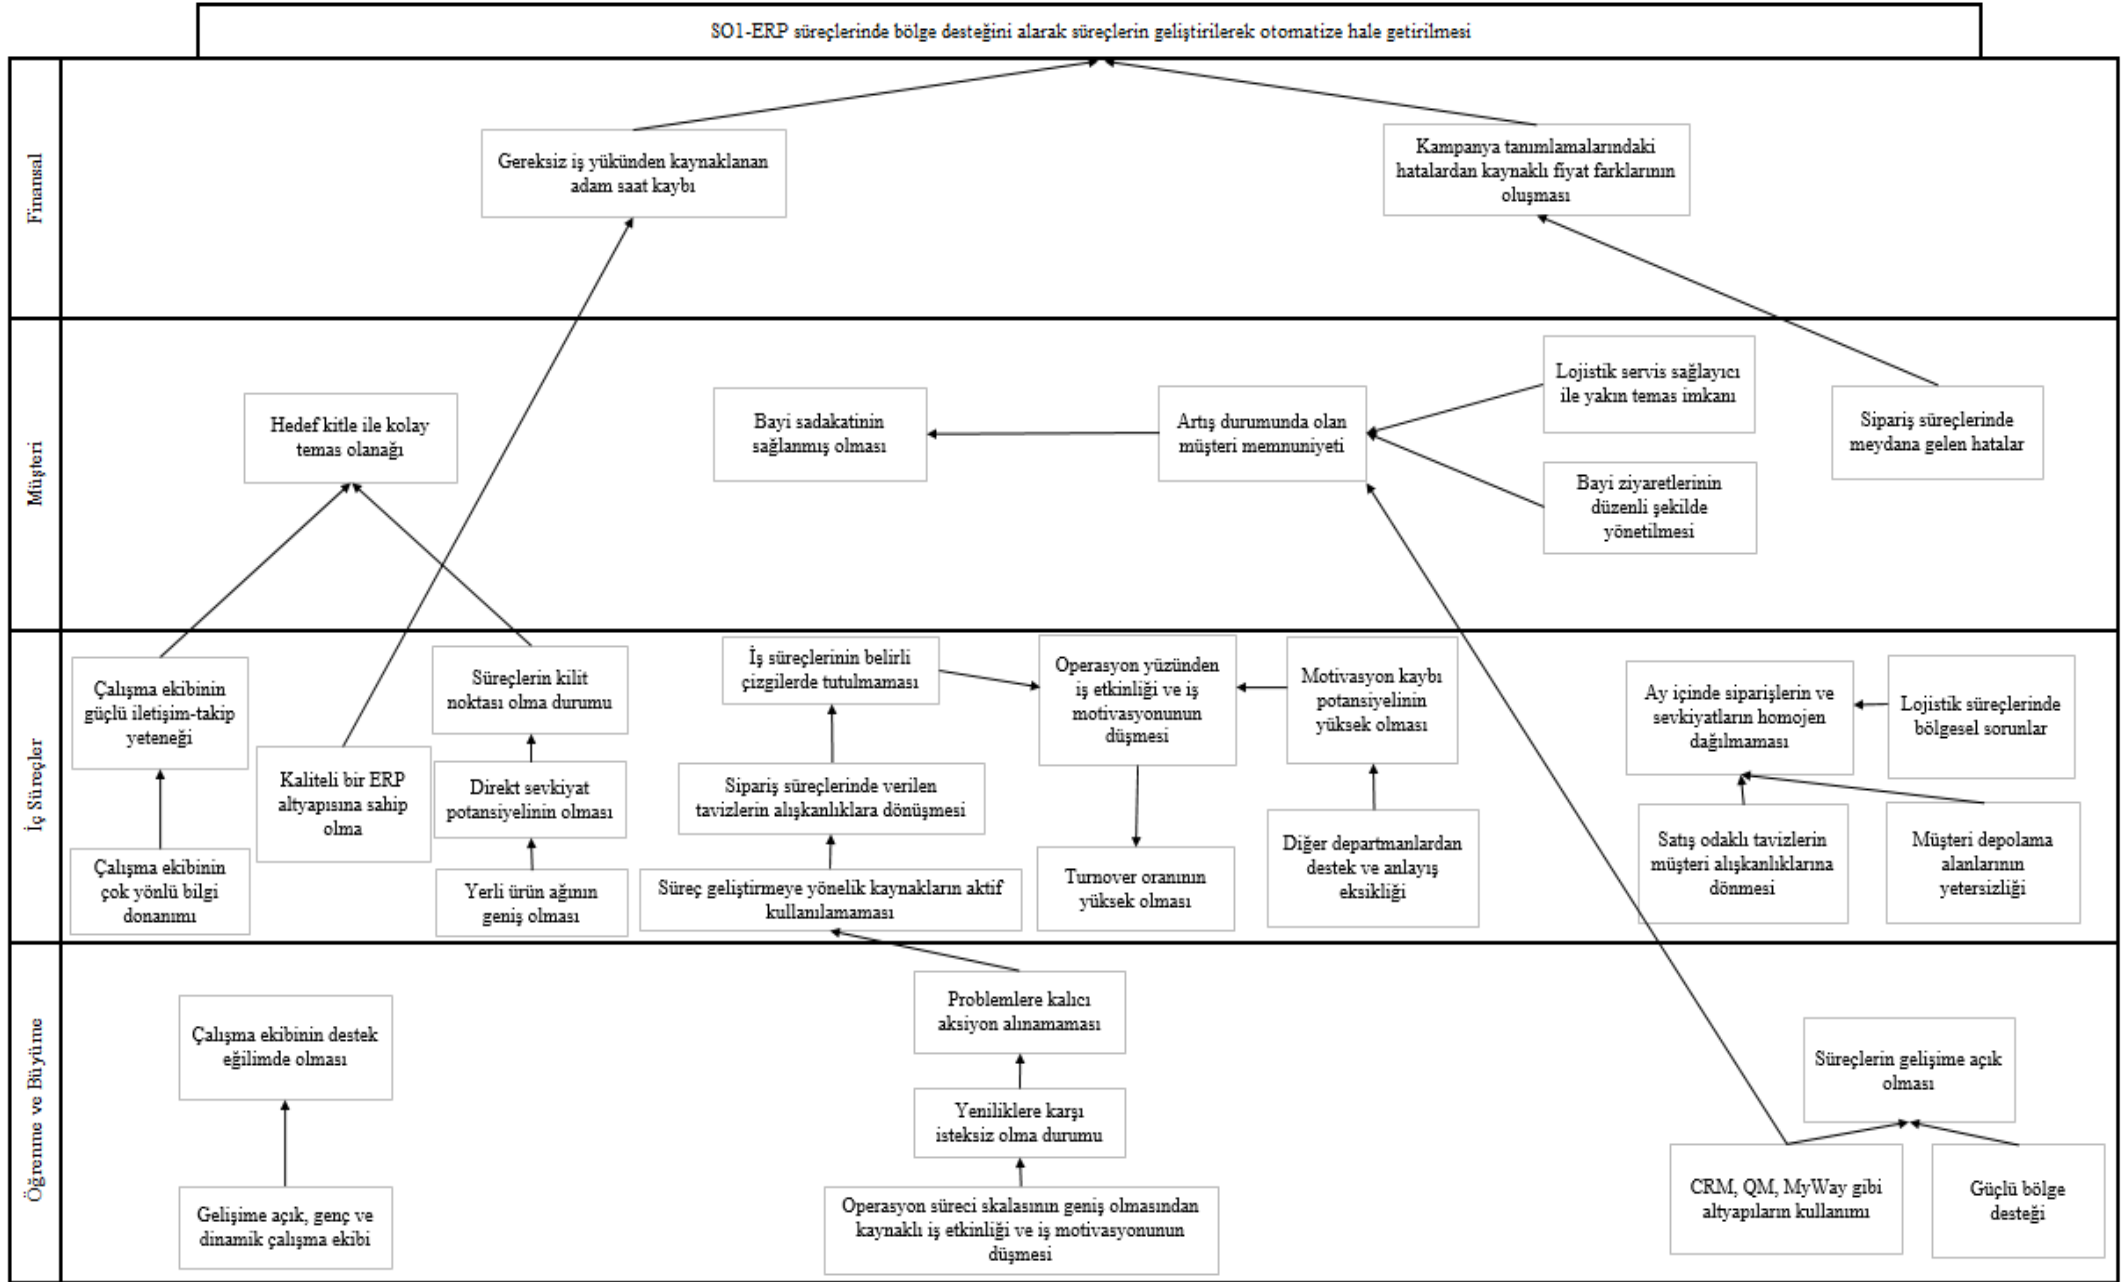 SO1-ERP süreçlerinde bölge desteğini alarak süreçlerin geliştirilerek otomatize hale getirilmesi
Finansal
Gereksiz iş yükünden kaynaklanan
adam saat kaybı
Kampanya tanımlamalarındaki
hatalardan kaynaklı fiyat farklarının
oluşması
Müşteri
Hedef kitle ile kolay
temas olanağı
Bayi sadakatinin
sağlanmış olması
Artış durumunda olan
müşteri memnuniyeti
Lojistik servis sağlayıcı
ile yakın temas imkanı
Bayi ziyaretlerinin
düzenli şekilde
yönetilmesi
Sipariş süreçlerinde
meydana gelen hatalar
İç Süreçler
Çalışma ekibinin
güçlü iletişim-takip
yeteneği
Çalışma ekibinin
çok yönlü bilgi
donanımı
Kaliteli bir ERP
altyapısına sahip
olma
Süreçlerin kilit
noktası olma durumu
Direkt sevkiyat
potansiyelinin olması
Yerli ürün ağının
geniş olması
İş süreçlerinin belirli
çizgilerde tutulmaması
Sipariş süreçlerinde verilen
tavizlerin alışkanlıklara dönüşmesi
Süreç geliştirmeye yönelik kaynakların aktif
kullanılamaması
Operasyon yüzünden
iş etkinliği ve iş
motivasyonunun
düşmesi
Turnover oranının
yüksek olması
Motivasyon kaybı
potansiyelinin
yüksek olması
Diğer departmanlardan
destek ve anlayış
eksikliği
Ay içinde siparişlerin ve
sevkiyatların homojen
dağılmaması
Lojistik süreçlerinde
bölgesel sorunlar
Satış odaklı tavizlerin
müşteri alışkanlıklarına
dönmesi
Müşteri depolama
alanlarının
yetersizliği
Öğrenme ve Büyüme
Çalışma ekibinin destek
eğilimde olması
Gelişime açık, genç ve
dinamik çalışma ekibi
Problemlere kalıcı
aksiyon alınamaması
Yeniliklere karşı
isteksiz olma durumu
Operasyon süreci skalasının geniş olmasından
kaynaklı iş etkinliği ve iş motivasyonunun
düşmesi
Süreçlerin gelişime açık
olması
CRM, QM, MyWay gibi
altyapıların kullanımı
Güçlü bölge
desteği